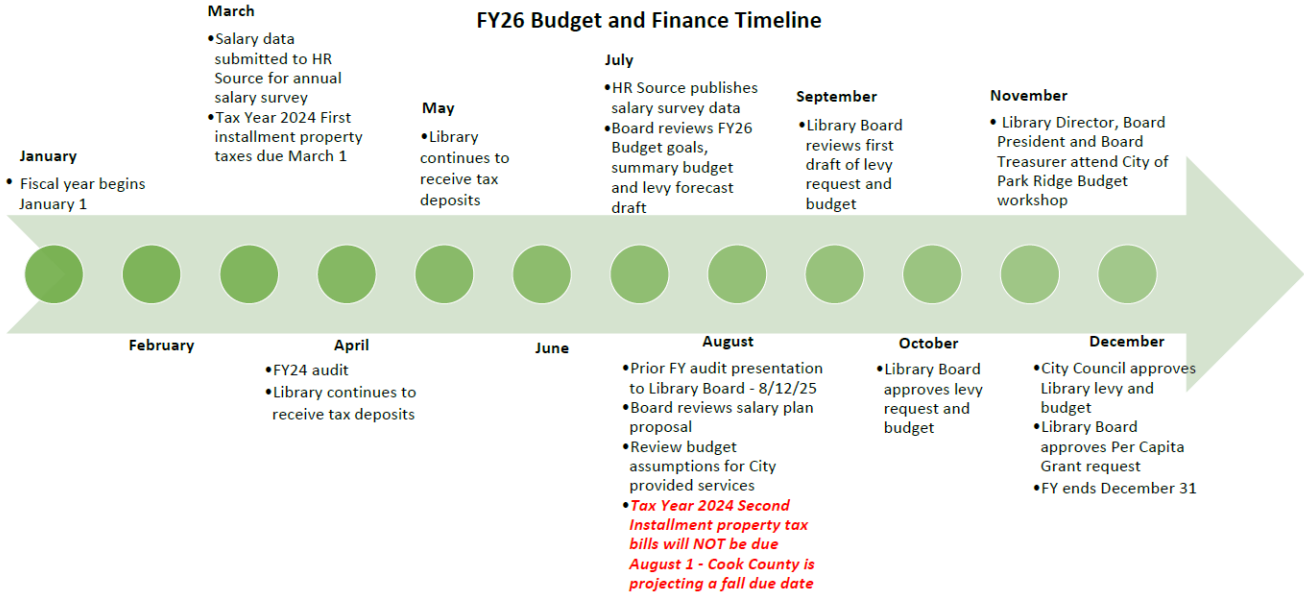 FY26 Budget and Finance Timeline
January
• Fiscal year begins
January 1
February
March
•Salary data
submitted to HR
Source for annual
salary survey
•Tax Year 2024 First
installment property
taxes due March 1
April
•FY24 audit
•Library continues to
receive tax deposits
May
•Library
continues to
receive tax
deposits
June
July
•HR Source publishes
salary survey data
•Board reviews FY26
Budget goals,
summary budget
and levy forecast
draft
August
•Prior FY audit presentation
to Library Board - 8/12/25
•Board reviews salary plan
proposal
•Review budget
assumptions for City
provided services
•Tax Year 2024 Second
Installment property tax
bills will NOT be due
August 1 - Cook County is
projecting a fall due date
September
•Library Board
reviews first
draft of levy
request and
budget
October
•Library Board
approves levy
request and
budget
November
• Library Director, Board
President and Board
Treasurer attend City of
Park Ridge Budget
workshop
December
•City Council approves
Library levy and
budget
•Library Board
approves Per Capita
Grant request
•FY ends December 31